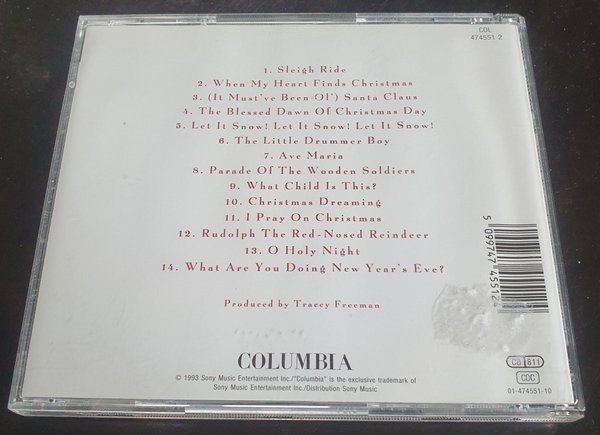 COL
474551 2
1. Sleigh Ride
2. When My Heart Finds Christmas
3. (It Must've Been Ol') Santa Claus
4. The Blessed Dawn Of Christmas Day
5. Let It Snow! Let It Snow! Let It Snow!
6. The Little Drummer Boy
7. Ave Maria
8. Parade Of The Wooden Soldiers
9. What Child Is This?
10. Christmas Dreaming
11. I Pray On Christmas
12. Rudolph The Red-Nosed Reindeer
13. O Holy Night
14. What Are You Doing New Year's Eve?
5 099747 455124
Produced by Tracey Freeman
COLUMBIA
© 1993 Sony Music Entertainment Inc./"Columbia" is the exclusive trademark of
Sony Music Entertainment Inc./Distribution Sony Music
CB 811
CDC
01-474551-10